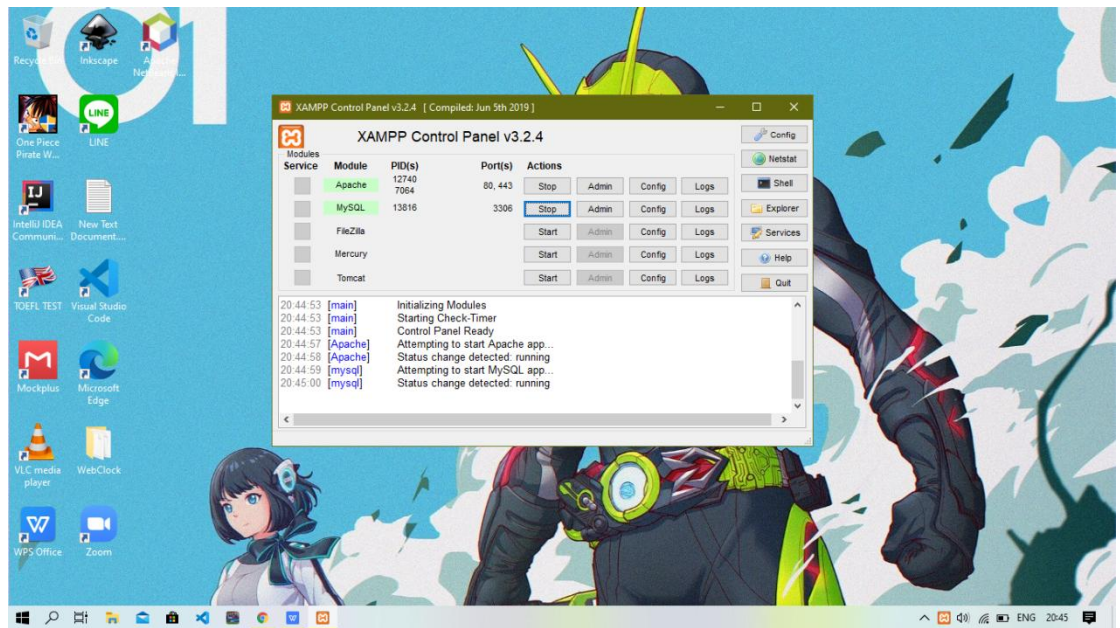 01
Recycle Bin
Inkscape
Apache
NetBeans I...
One Piece
Pirate W...
LINE
LINE
IJ
IntelliJ IDEA
Communi...
New Text
Document....
TOEFL TEST
Visual Studio
Code
Mockplus
Microsoft
Edge
VLC media
player
WebClock
WPS Office
Zoom
XAMPP Control Panel v3.2.4 [ Compiled: Jun 5th 2019 ]
XAMPP Control Panel v3.2.4
Config
Modules
Service Module PID(s) Port(s) Actions
Netstat
Apache 12740 7064 80, 443 Stop Admin Config Logs
Shell
MySQL 13816 3306 Stop Admin Config Logs
Explorer
FileZilla Start Admin Config Logs
Services
Mercury Start Admin Config Logs
Help
Tomcat Start Admin Config Logs
Quit
20:44:53 [main] Initializing Modules
20:44:53 [main] Starting Check-Timer
20:44:53 [main] Control Panel Ready
20:44:57 [Apache] Attempting to start Apache app...
20:44:58 [Apache] Status change detected: running
20:44:59 [mysql] Attempting to start MySQL app...
20:45:00 [mysql] Status change detected: running
ENG 20:45